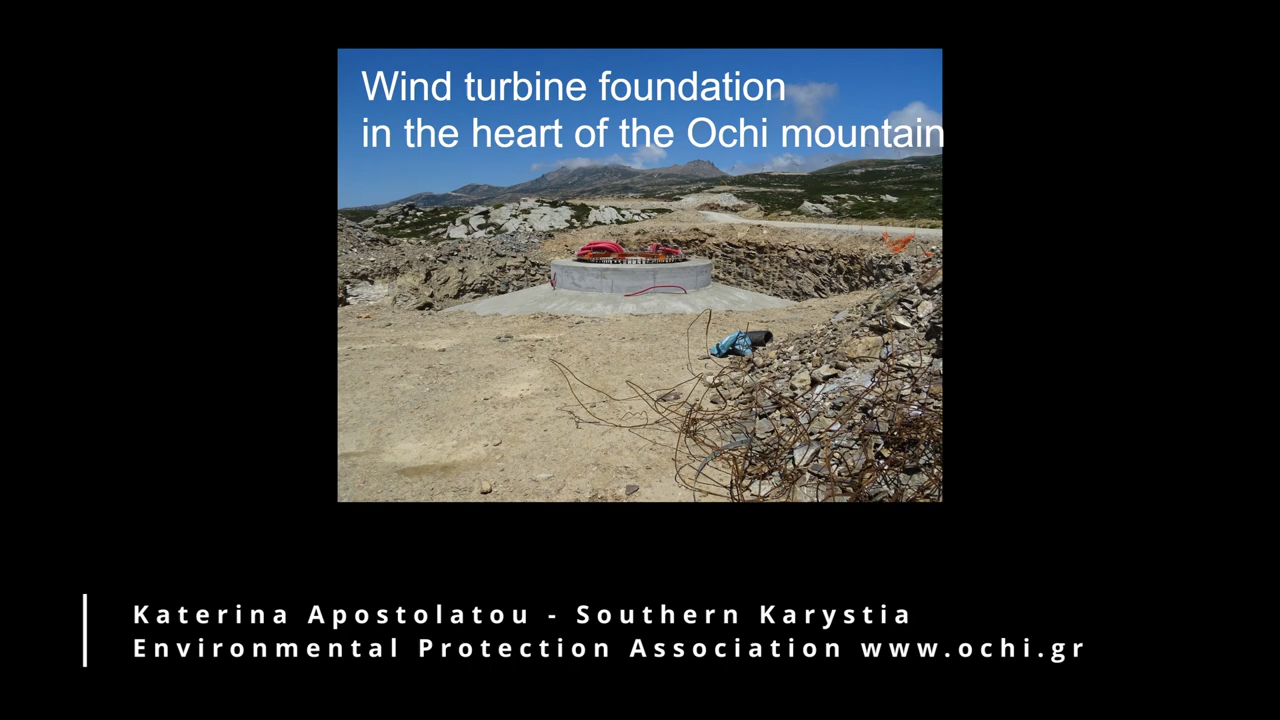 Wind turbine foundation
in the heart of the Ochi mountain
Katerina Apostolatou - Southern Karystia
Environmental Protection Association www.ochi.gr